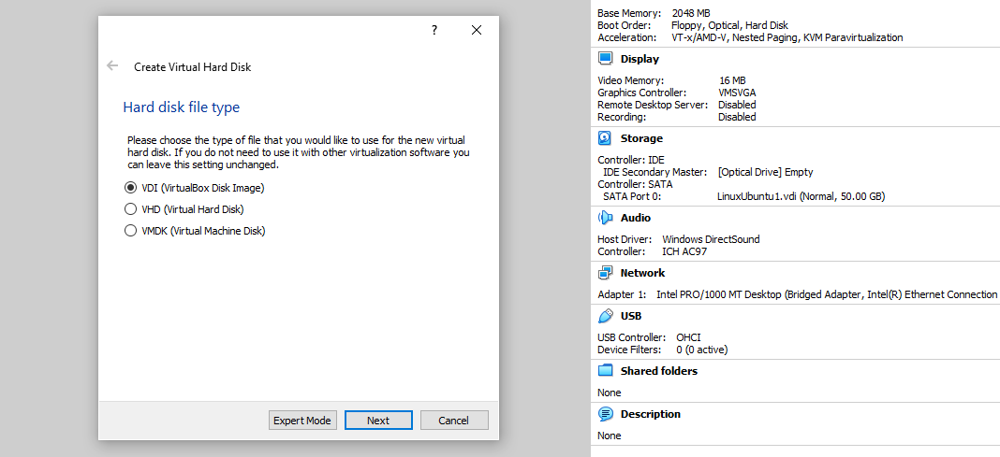 ?
Create Virtual Hard Disk
Hard disk file type
Please choose the type of file that you would like to use for the new virtual
hard disk. If you do not need to use it with other virtualization software you
can leave this setting unchanged.
VDI (VirtualBox Disk Image)
VHD (Virtual Hard Disk)
VMDK (Virtual Machine Disk)
Expert Mode Next Cancel
Base Memory: 2048 MB
Boot Order: Floppy, Optical, Hard Disk
Acceleration: VT-x/AMD-V, Nested Paging, KVM Paravirtualization
Display
Video Memory: 16 MB
Graphics Controller: VMSVGA
Remote Desktop Server: Disabled
Recording: Disabled
Storage
Controller: IDE
IDE Secondary Master: [Optical Drive] Empty
Controller: SATA
SATA Port 0: LinuxUbuntu1.vdi (Normal, 50.00 GB)
Audio
Host Driver: Windows DirectSound
Controller: ICH AC97
Network
Adapter 1: Intel PRO/1000 MT Desktop (Bridged Adapter, Intel(R) Ethernet Connection
USB
USB Controller: OHCI
Device Filters: 0 (0 active)
Shared folders
None
Description
None